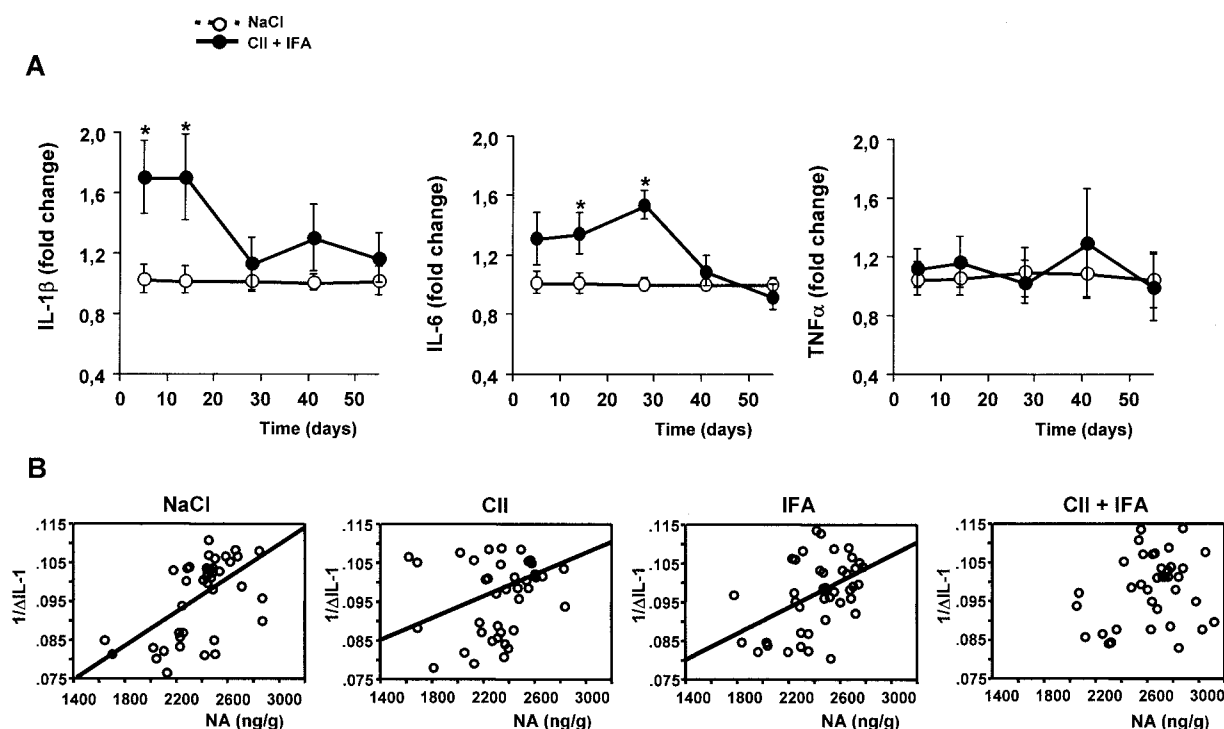 NaCl
CII + IFA
A
IL-1β (fold change)
2,0
1,6
1,2
0,8
0,4
0 10 20 30 40 50
Time (days)
* *
IL-6 (fold change)
2,0
1,6
1,2
0,8
0,4
0 10 20 30 40 50
Time (days)
* *
TNFα (fold change)
2,0
1,6
1,2
0,8
0,4
0 10 20 30 40 50
Time (days)
B
NaCl
1/ΔIL-1
.115
.105
.095
.085
.075
1400 1800 2200 2600 3000
NA (ng/g)
CII
1/ΔIL-1
.115
.105
.095
.085
.075
1400 1800 2200 2600 3000
NA (ng/g)
IFA
1/ΔIL-1
.115
.105
.095
.085
.075
1400 1800 2200 2600 3000
NA (ng/g)
CII + IFA
1/ΔIL-1
.115
.105
.095
.085
.075
1400 1800 2200 2600 3000
NA (ng/g)